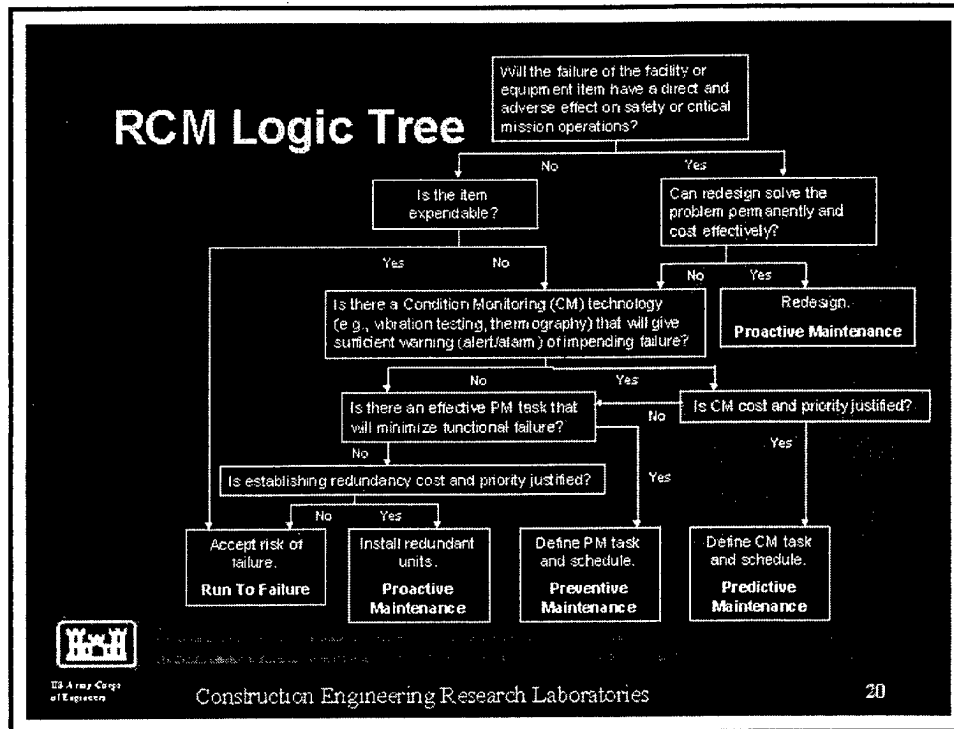 RCM Logic Tree
Will the failure of the facility or
equipment item have a direct and
adverse effect on safety or critical
mission operations?
No
Yes
Is the item
expendable?
Can redesign solve the
problem permanently and
cost effectively?
Yes
No
No
Yes
Is there a Condition Monitoring (CM) technology
(e.g., vibration testing, thermography) that will give
sufficient warning (alert/alarm) of impending failure?
Redesign.
Proactive Maintenance
No
Yes
Is there an effective PM task that
will minimize functional failure?
No
Is CM cost and priority justified?
No
Yes
Yes
Is establishing redundancy cost and priority justified?
No
Yes
Accept risk of
failure.
Run To Failure
Install redundant
units.
Proactive
Maintenance
Define PM task
and schedule.
Preventive
Maintenance
Define CM task
and schedule.
Predictive
Maintenance
US Army Corps
of Engineers
Construction Engineering Research Laboratories
20